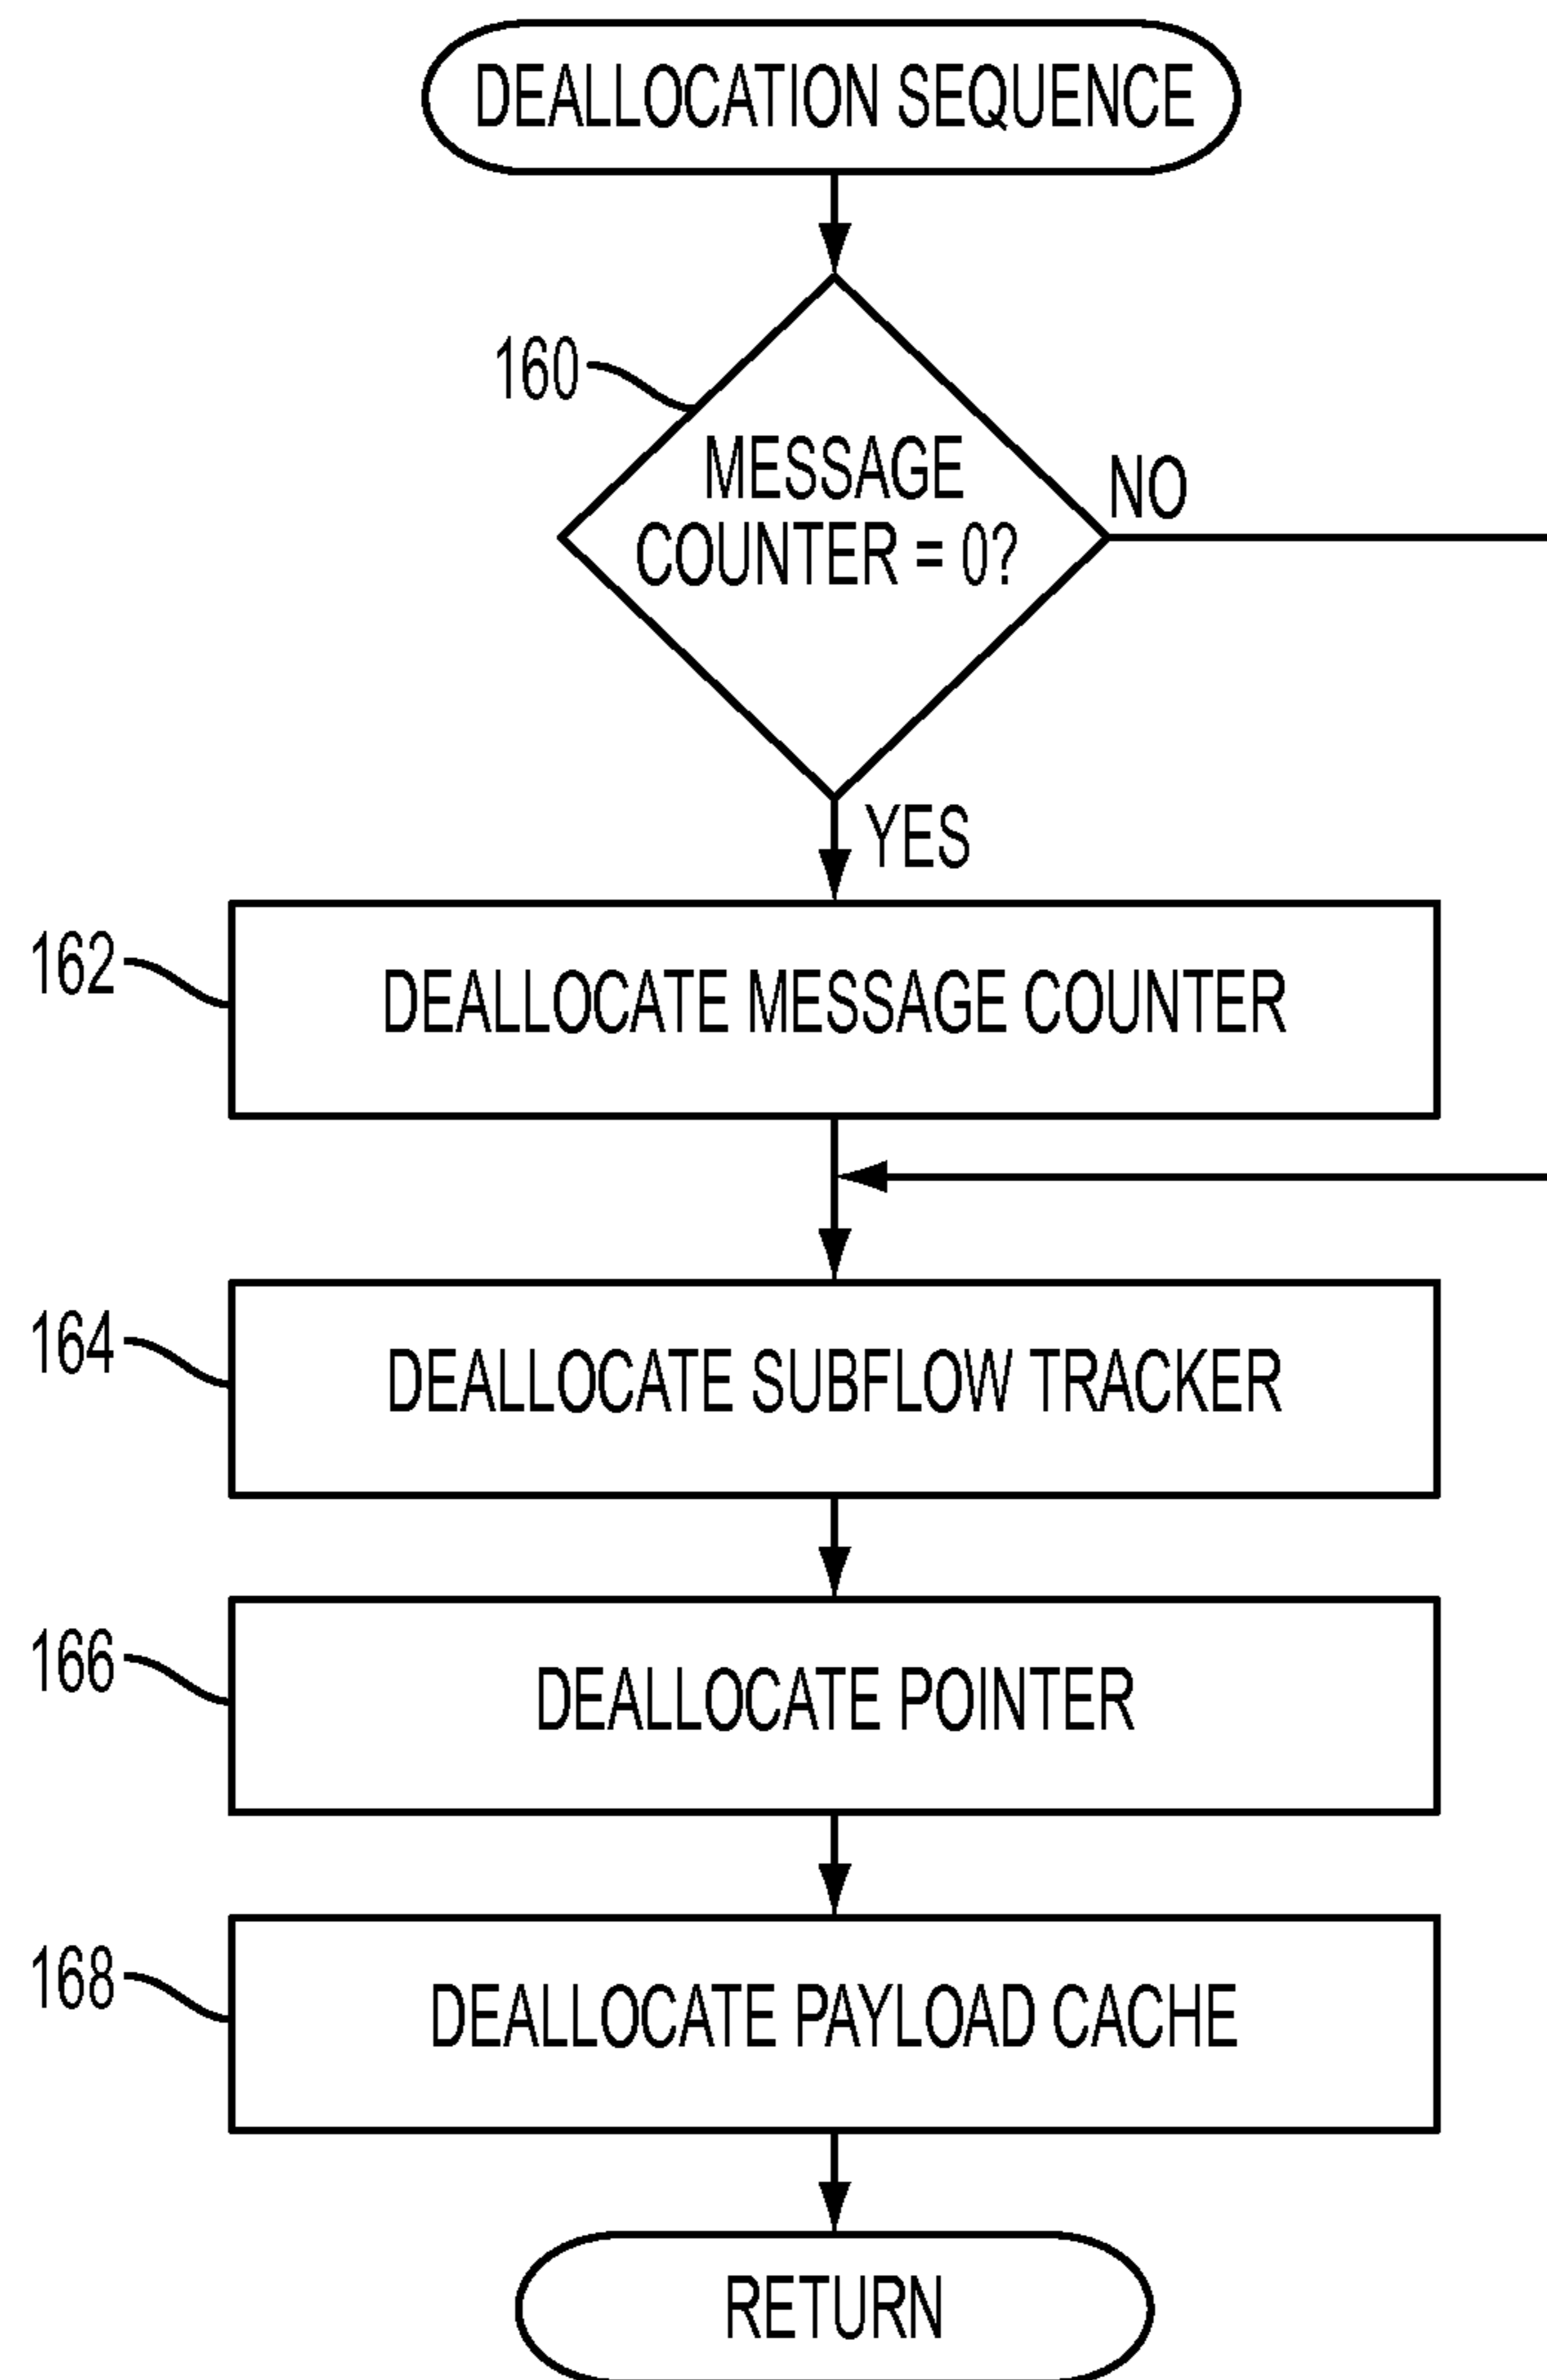 DEALLOCATION SEQUENCE
160
MESSAGE
COUNTER = 0?
NO
YES
162
DEALLOCATE MESSAGE COUNTER
164
DEALLOCATE SUBFLOW TRACKER
166
DEALLOCATE POINTER
168
DEALLOCATE PAYLOAD CACHE
RETURN